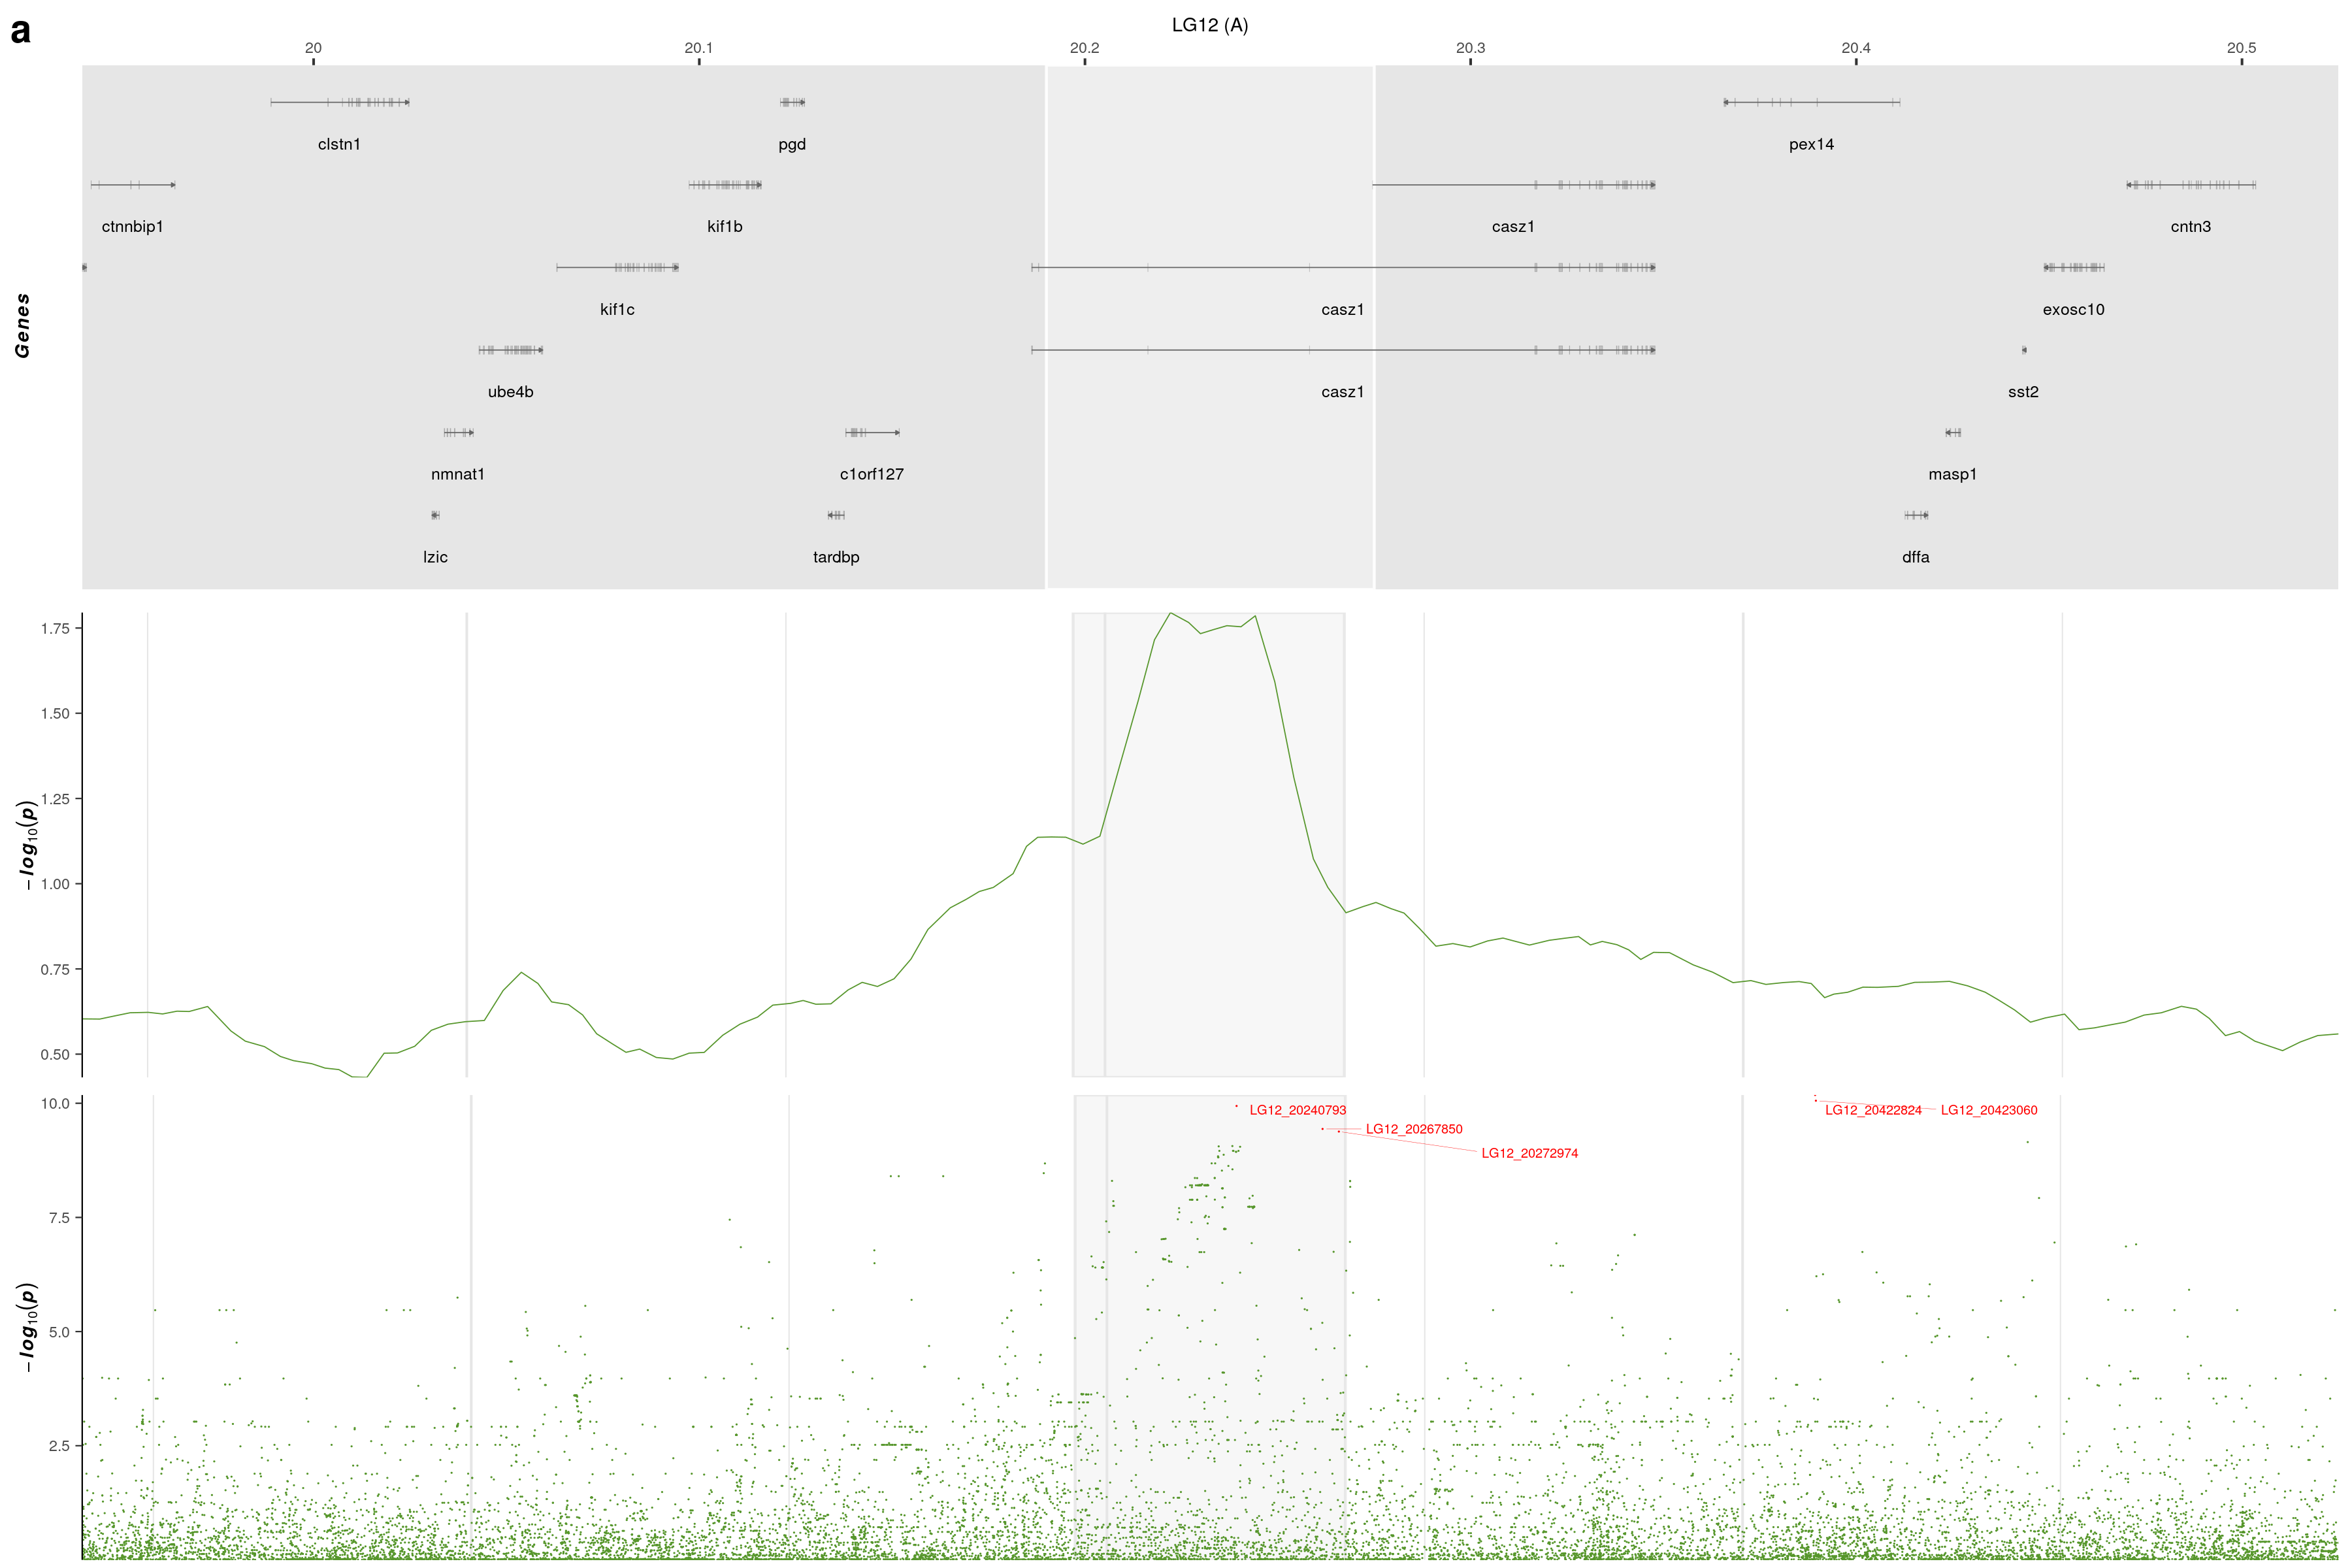 a
LG12 (A)
20 20.1 20.2 20.3 20.4 20.5
Genes
clstn1 pgd pex14
ctnnbip1 kif1b casz1 cntn3
kif1c casz1 exosc10
ube4b casz1 sst2
nmnat1 c1orf127 masp1
lzic tardbp dffa
−log10(p)
1.75
1.50
1.25
1.00
0.75
0.50
−log10(p)
10.0
7.5
5.0
2.5
LG12_20240793 LG12_20422824 LG12_20423060
LG12_20267850
LG12_20272974